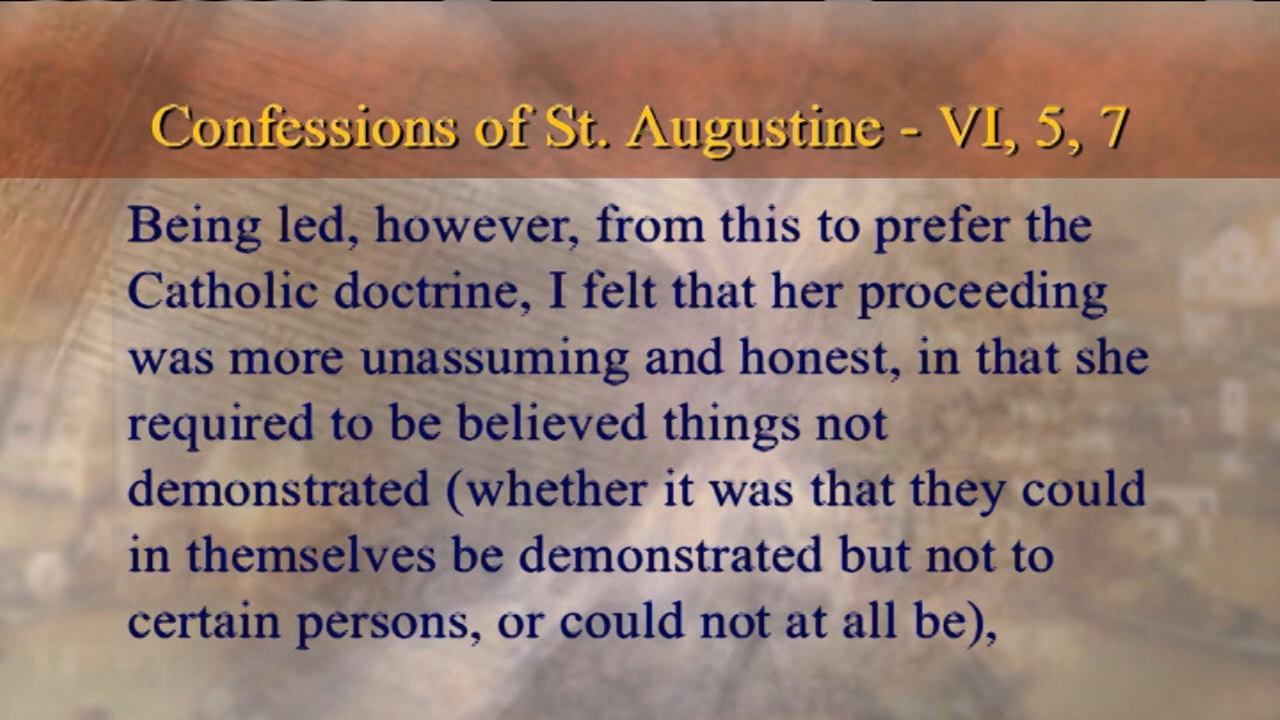 Confessions of St. Augustine - VI, 5, 7
Being led, however, from this to prefer the
Catholic doctrine, I felt that her proceeding
was more unassuming and honest, in that she
required to be believed things not
demonstrated (whether it was that they could
in themselves be demonstrated but not to
certain persons, or could not at all be),